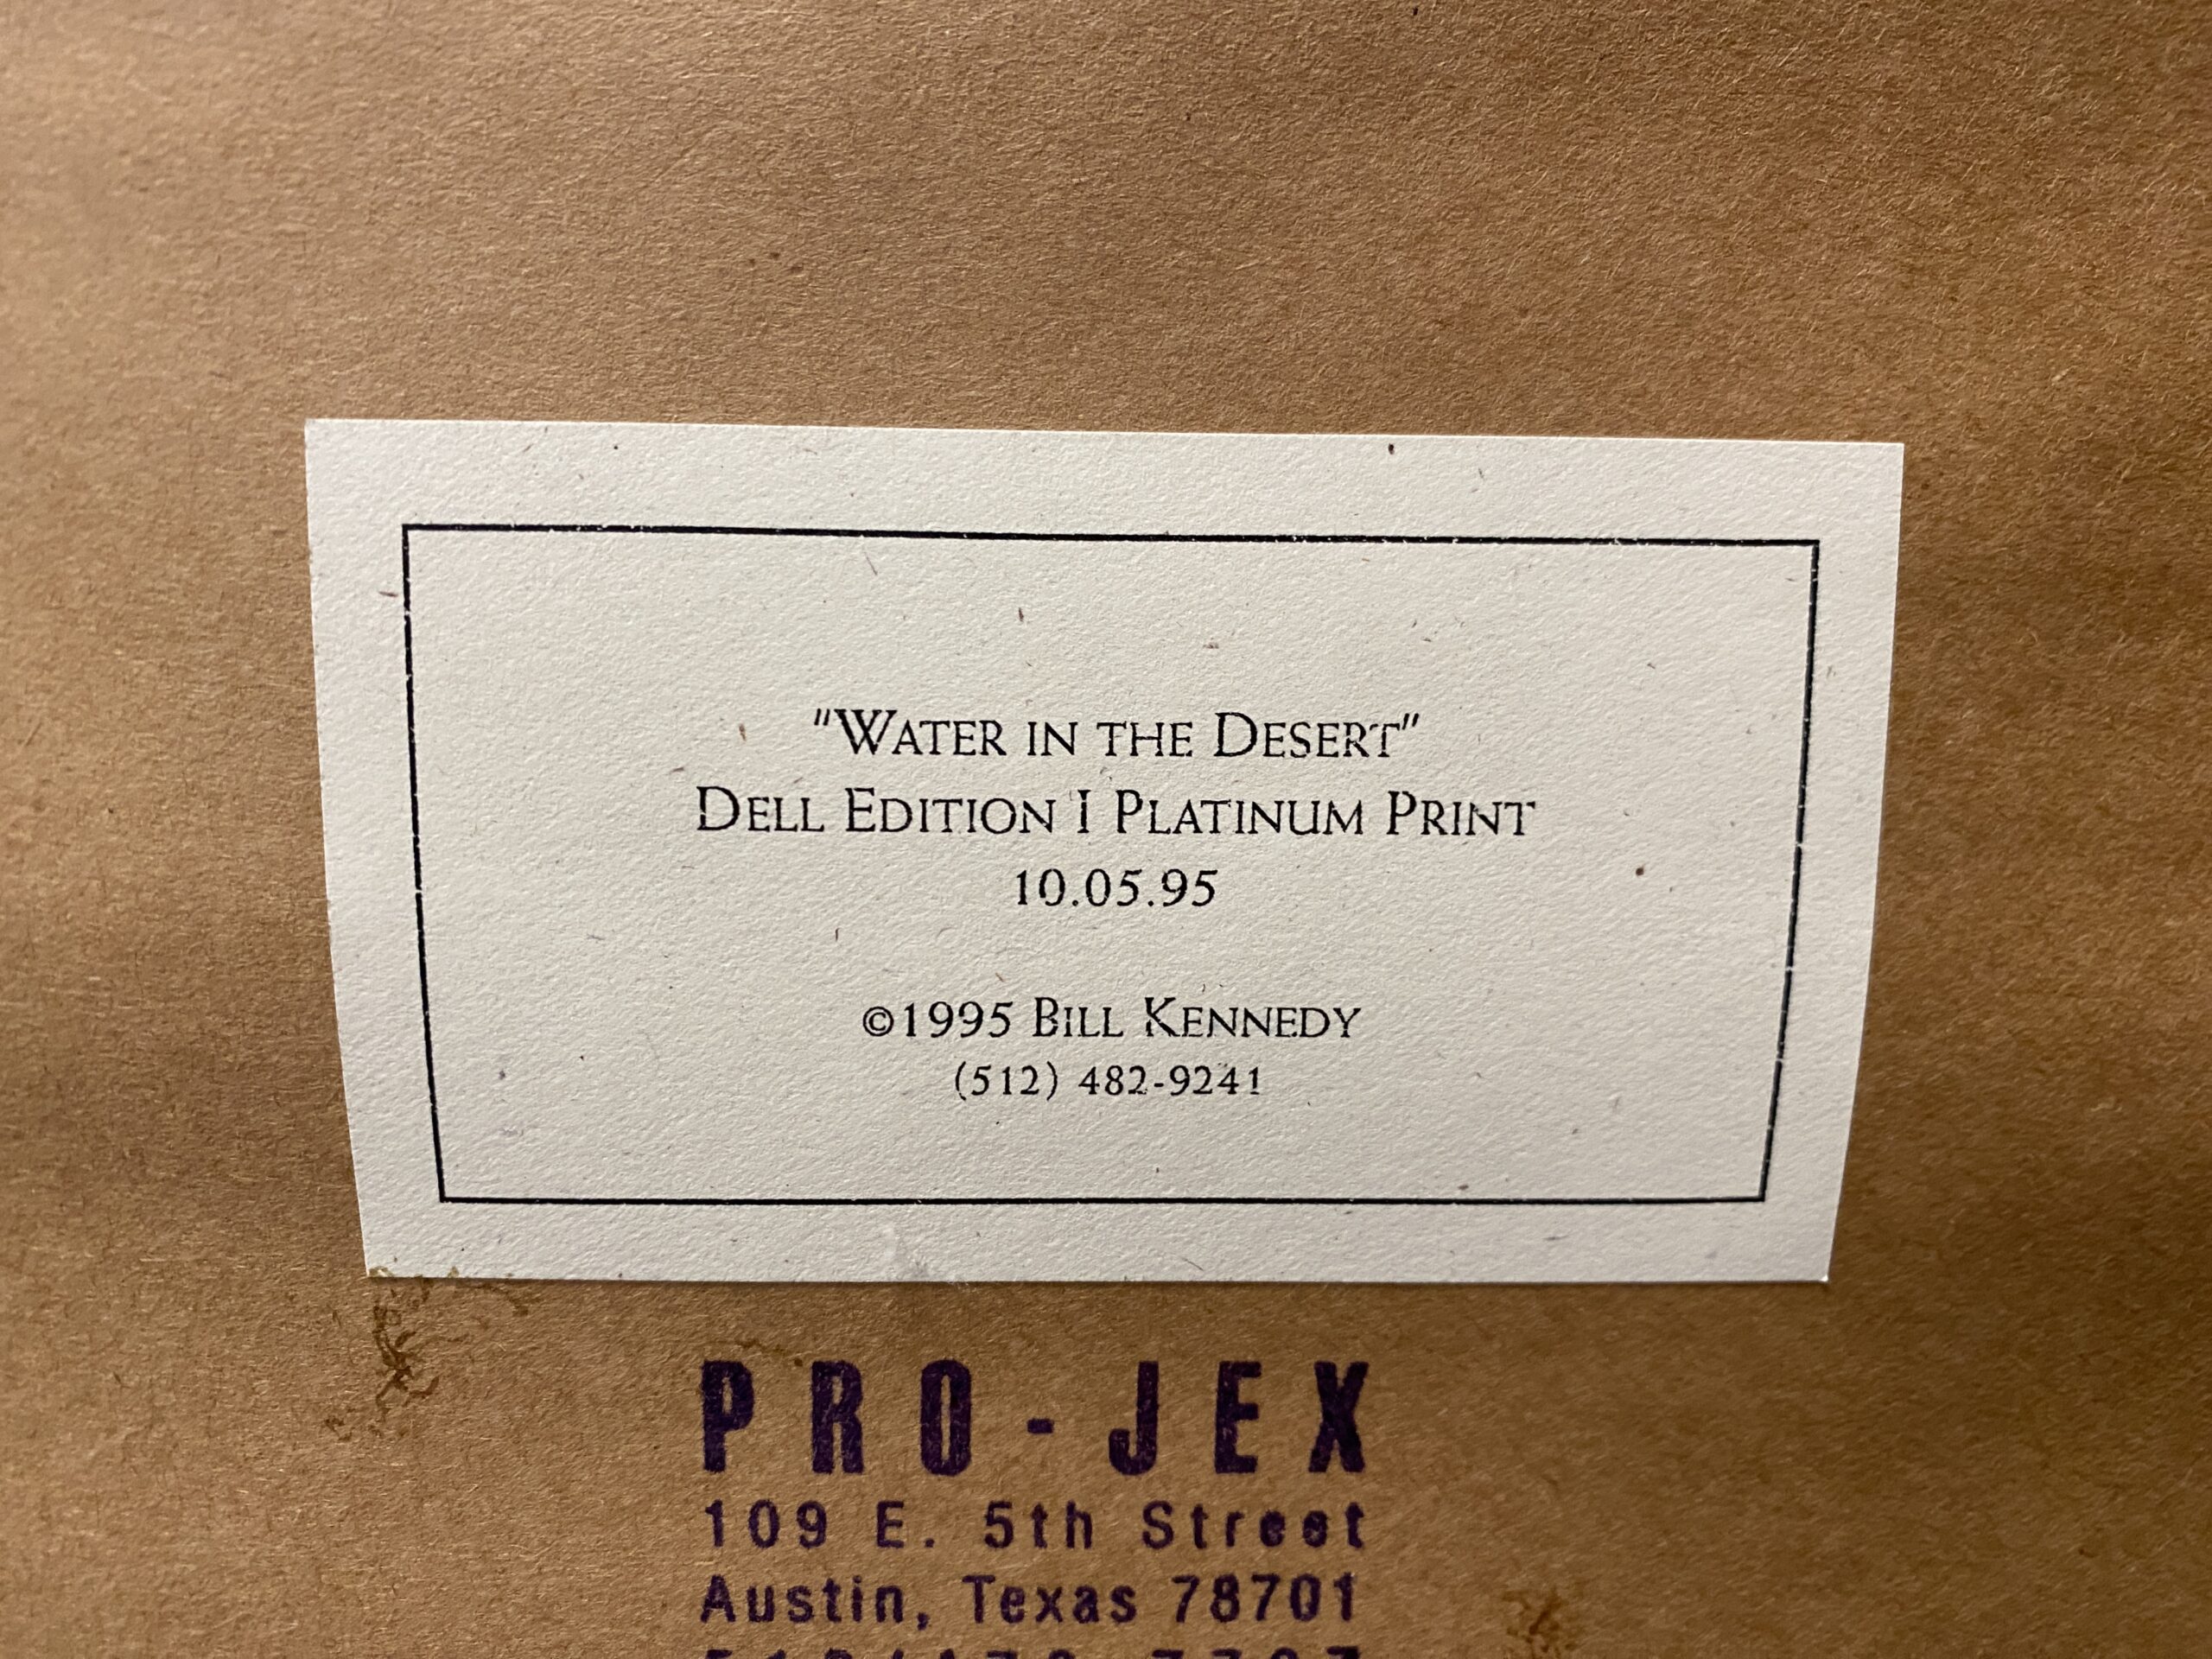 "Water in the Desert"
Dell Edition I Platinum Print
10.05.95
©1995 Bill Kennedy
(512) 482-9241
PRO-JEX
109 E. 5th Street
Austin, Texas 78701